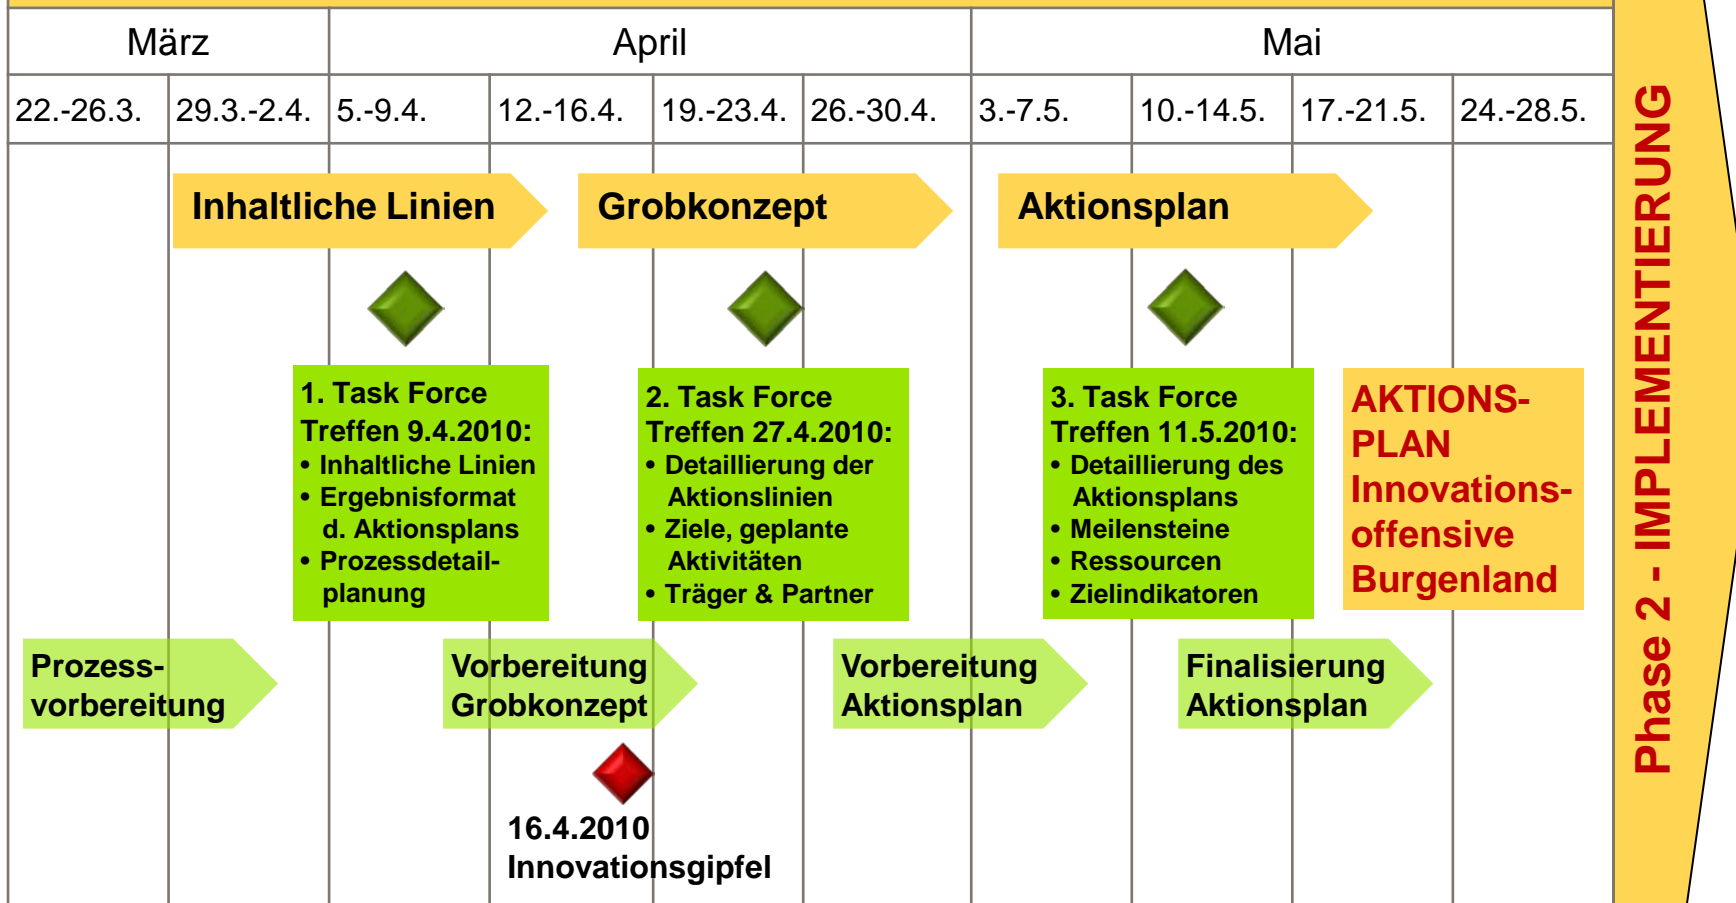 März
April
Mai
22.-26.3.
29.3.-2.4.
5.-9.4.
12.-16.4.
19.-23.4.
26.-30.4.
3.-7.5.
10.-14.5.
17.-21.5.
24.-28.5.
Inhaltliche Linien
Grobkonzept
Aktionsplan
1. Task Force
Treffen 9.4.2010:
• Inhaltliche Linien
• Ergebnisformat
d. Aktionsplans
• Prozessdetail-
planung
2. Task Force
Treffen 27.4.2010:
• Detaillierung der
Aktionslinien
• Ziele, geplante
Aktivitäten
• Träger & Partner
3. Task Force
Treffen 11.5.2010:
• Detaillierung des
Aktionsplans
• Meilensteine
• Ressourcen
• Zielindikatoren
AKTIONS-
PLAN
Innovations-
offensive
Burgenland
Prozess-
vorbereitung
Vorbereitung
Grobkonzept
Vorbereitung
Aktionsplan
Finalisierung
Aktionsplan
16.4.2010
Innovationsgipfel
Phase 2 - IMPLEMENTIERUNG